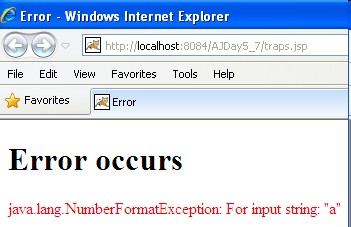 Error - Windows Internet Explorer
http://localhost:8084/AJDay5_7/traps.jsp
File Edit View Favorites Tools Help
Favorites Error
Error occurs
java.lang.NumberFormatException: For input string: "a"